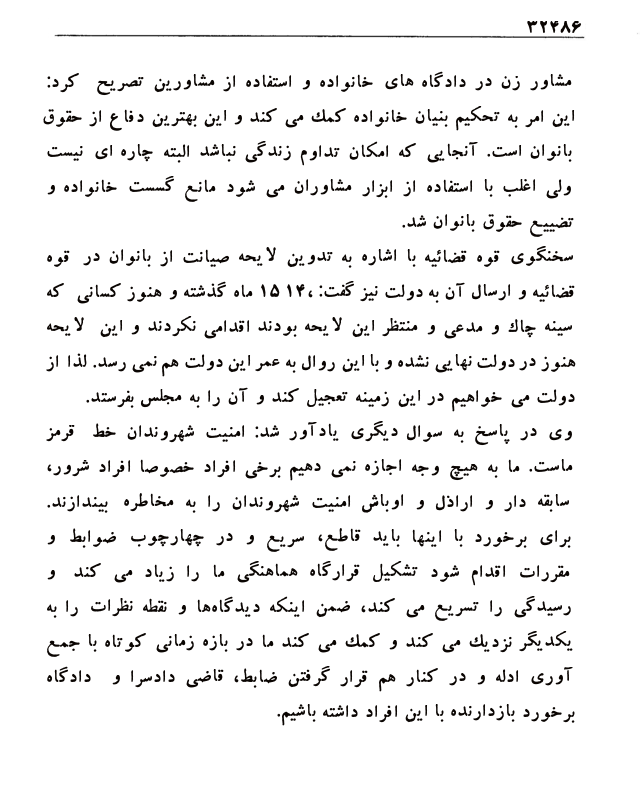 ۳۲۴۸۶
مشاور زن در دادگاه های خانواده و استفاده از مشاورین تصریح کرد:
این امر به تحکیم بنیان خانواده کمك می کند و این بهترین دفاع از حقوق
بانوان است. آنجایی که امکان تداوم زندگی نباشد البته چاره ای نیست
ولی اغلب با استفاده از ابزار مشاوران می شود مانع گسست خانواده و
تضییع حقوق بانوان شد.
سخنگوی قوه قضائیه با اشاره به تدوین لایحه صیانت از بانوان در قوه
قضائیه و ارسال آن به دولت نیز گفت: ،۱۴ ۱۵ ماه گذشته و هنوز کسانی که
سینه چاك و مدعی و منتظر این لایحه بودند اقدامی نکردند و این لایحه
هنوز در دولت نهایی نشده و با این روال به عمر این دولت هم نمی رسد. لذا از
دولت می خواهیم در این زمینه تعجیل کند و آن را به مجلس بفرستد.
وی در پاسخ به سوال دیگری یادآور شد: امنیت شهروندان خط قرمز
ماست. ما به هیچ وجه اجازه نمی دهیم برخی افراد خصوصا افراد شرور،
سابقه دار و اراذل و اوباش امنیت شهروندان را به مخاطره بیندازند.
برای برخورد با اینها باید قاطع، سریع و در چهارچوب ضوابط و
مقررات اقدام شود تشکیل قرارگاه هماهنگی ما را زیاد می کند و
رسیدگی را تسریع می کند، ضمن اینکه دیدگاه‌ها و نقطه نظرات را به
یکدیگر نزدیك می کند و کمك می کند ما در بازه زمانی کوتاه با جمع
آوری ادله و در کنار هم قرار گرفتن ضابط، قاضی دادسرا و دادگاه
برخورد بازدارنده با این افراد داشته باشیم.